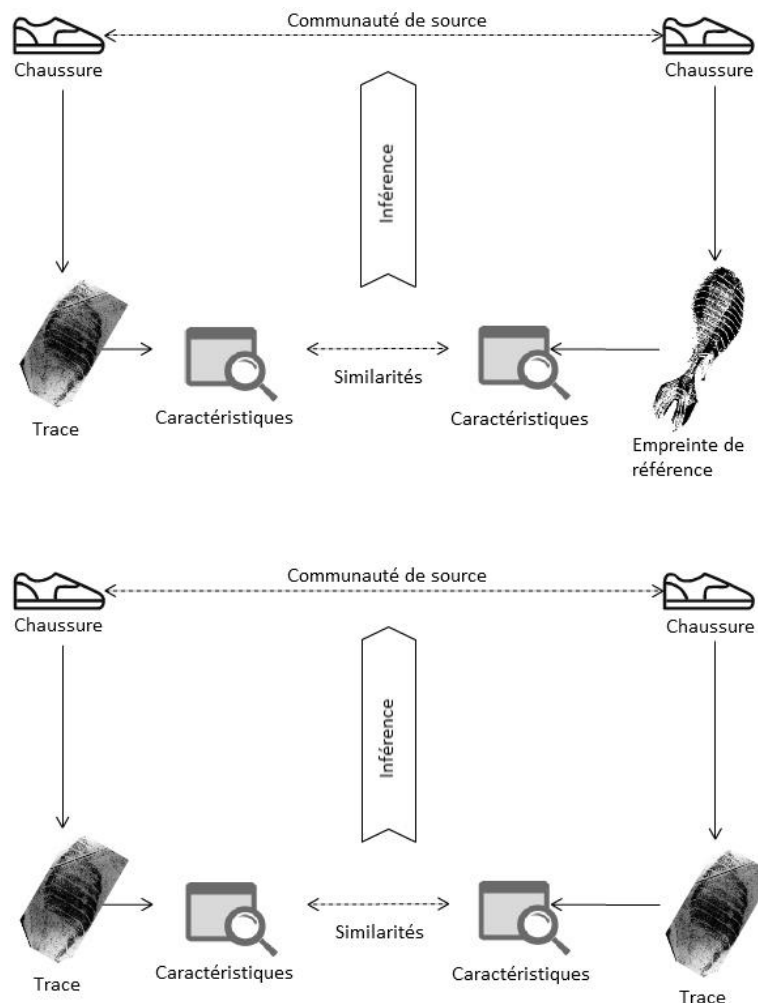 Communauté de source
Chaussure
Chaussure
Inférence
Similarités
Caractéristiques
Caractéristiques
Trace
Empreinte de
référence
Communauté de source
Chaussure
Chaussure
Inférence
Similarités
Caractéristiques
Caractéristiques
Trace
Trace